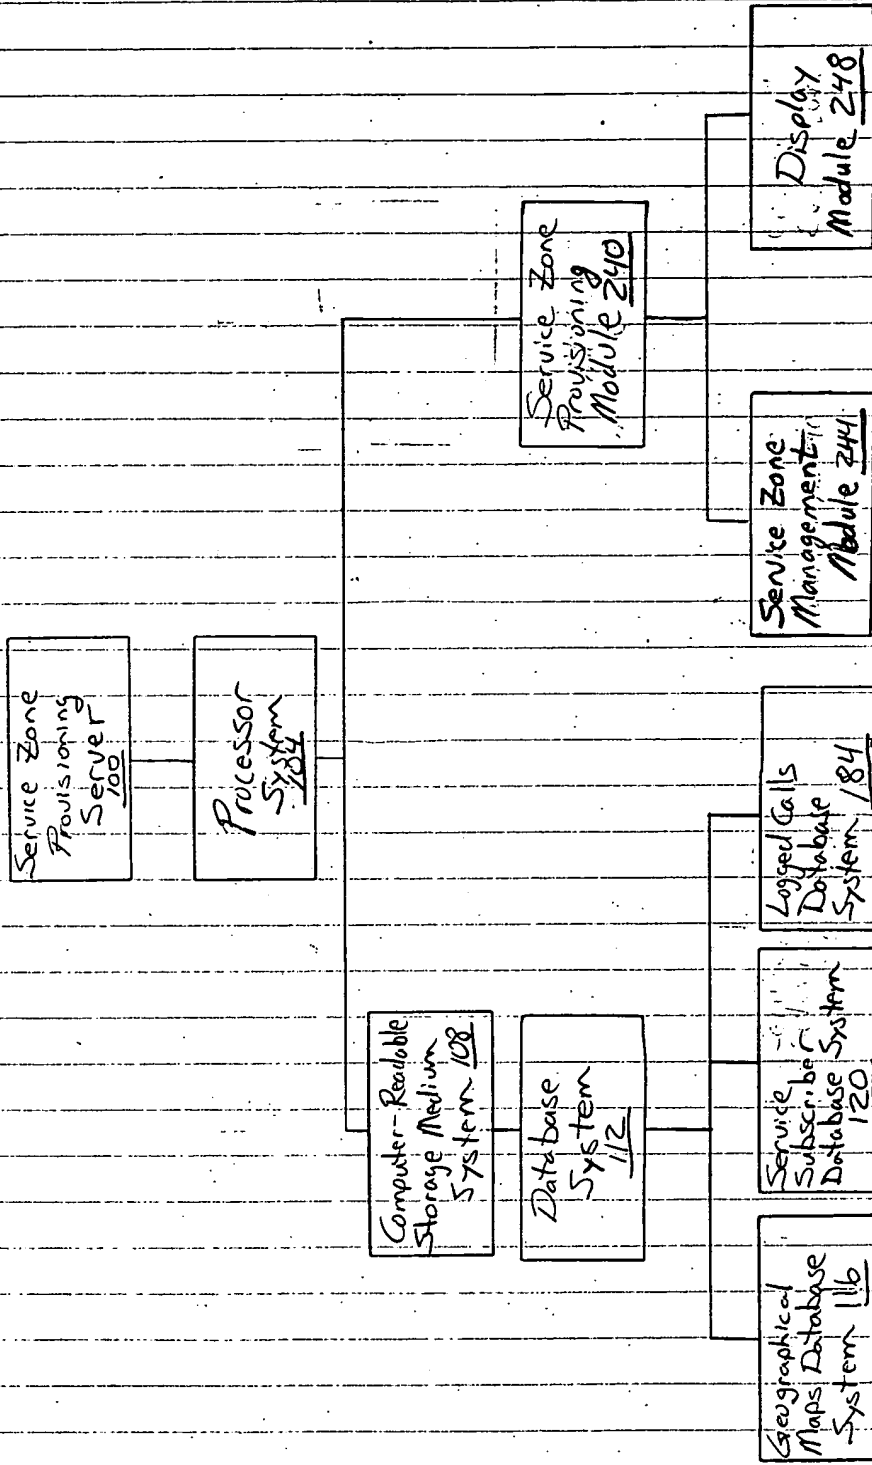 Service Zone
Provisioning
Server
100
Processor
System
104
Computer-Readable
Storage Medium
System 108
Database
System
112
Geographical
Maps Database
System 116
Service
Subscriber
Database System
120
Logged Calls
Database
System 184
Service Zone
Provisioning
Module 240
Service Zone
Management
Module 244
Display
Module 248